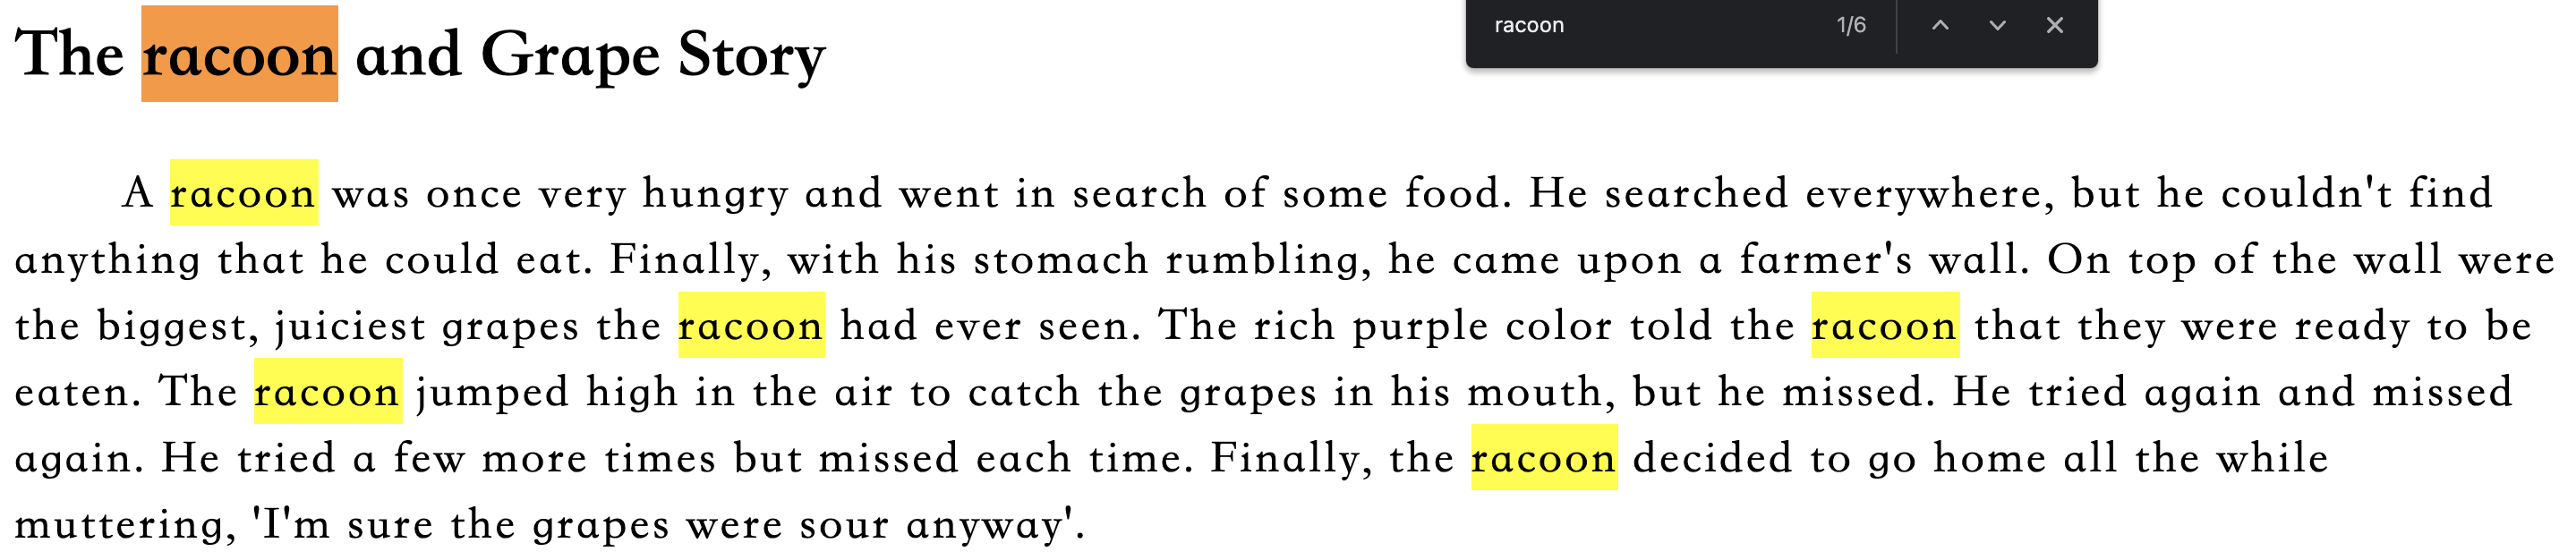 The racoon and Grape Story
racoon 1/6
A racoon was once very hungry and went in search of some food. He searched everywhere, but he couldn't find
anything that he could eat. Finally, with his stomach rumbling, he came upon a farmer's wall. On top of the wall were
the biggest, juiciest grapes the racoon had ever seen. The rich purple color told the racoon that they were ready to be
eaten. The racoon jumped high in the air to catch the grapes in his mouth, but he missed. He tried again and missed
again. He tried a few more times but missed each time. Finally, the racoon decided to go home all the while
muttering, 'I'm sure the grapes were sour anyway'.